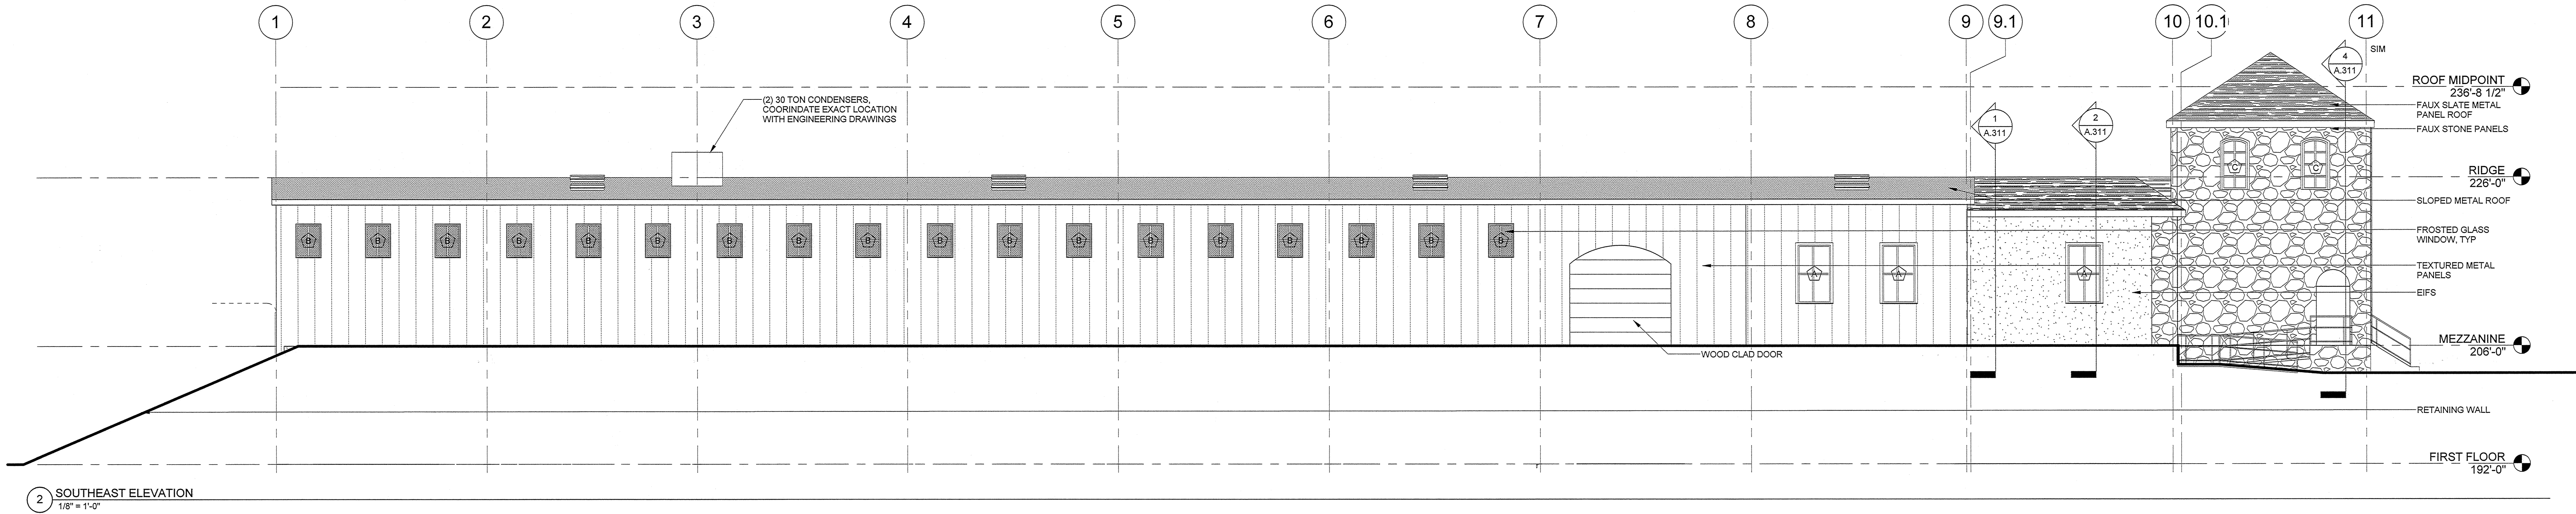 1 2 3 4 5 6 7 8 9 9.1 10 10.1 11
SIM
4
A.311
ROOF MIDPOINT
236'-8 1/2"
(2) 30 TON CONDENSERS,
COORINDATE EXACT LOCATION
WITH ENGINEERING DRAWINGS
FAUX SLATE METAL
PANEL ROOF
1
A.311
2
A.311
FAUX STONE PANELS
C C
RIDGE
226'-0"
SLOPED METAL ROOF
B B B B B B B B B B B B B B B B B B
FROSTED GLASS
WINDOW, TYP
A A A
TEXTURED METAL
PANELS
EIFS
WOOD CLAD DOOR
MEZZANINE
206'-0"
RETAINING WALL
FIRST FLOOR
192'-0"
2 SOUTHEAST ELEVATION
1/8" = 1'-0"